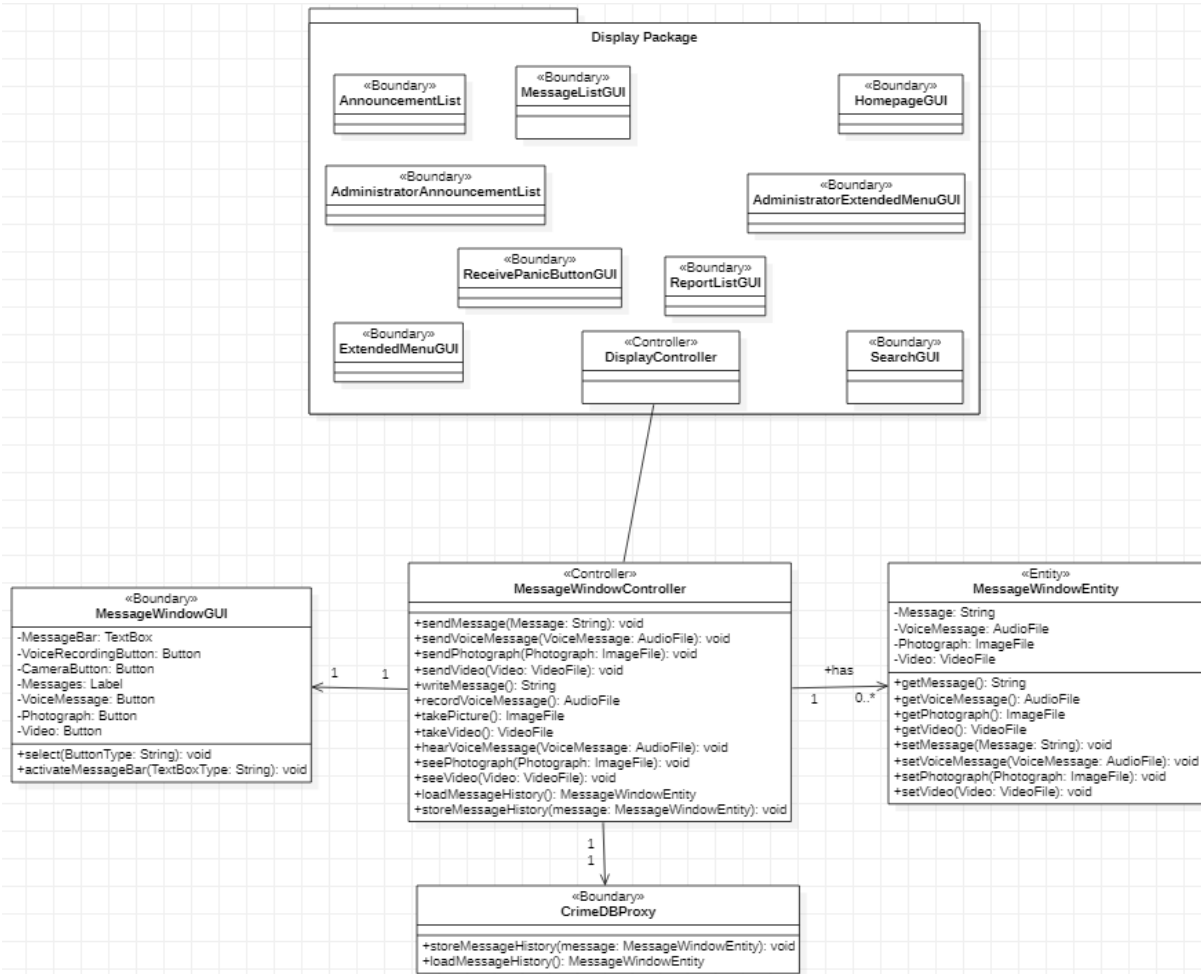 Display Package
«Boundary»
AnnouncementList
«Boundary»
MessageListGUI
«Boundary»
HomepageGUI
«Boundary»
AdministratorAnnouncementList
«Boundary»
AdministratorExtendedMenuGUI
«Boundary»
ReceivePanicButtonGUI
«Boundary»
ReportListGUI
«Boundary»
ExtendedMenuGUI
«Controller»
DisplayController
«Boundary»
SearchGUI
«Boundary»
MessageWindowGUI
-MessageBar: TextBox
-VoiceRecordingButton: Button
-CameraButton: Button
-Messages: Label
-VoiceMessage: Button
-Photograph: Button
-Video: Button
+select(ButtonType: String): void
+activateMessageBar(TextBoxType: String): void
1
1
«Controller»
MessageWindowController
+sendMessage(Message: String): void
+sendVoiceMessage(VoiceMessage: AudioFile): void
+sendPhotograph(Photograph: ImageFile): void
+sendVideo(Video: VideoFile): void
+writeMessage(): String
+recordVoiceMessage(): AudioFile
+takePicture(): ImageFile
+takeVideo(): VideoFile
+hearVoiceMessage(VoiceMessage: AudioFile): void
+seePhotograph(Photograph: ImageFile): void
+seeVideo(Video: VideoFile): void
+loadMessageHistory(): MessageWindowEntity
+storeMessageHistory(message: MessageWindowEntity): void
+has
1
0..*
«Entity»
MessageWindowEntity
-Message: String
-VoiceMessage: AudioFile
-Photograph: ImageFile
-Video: VideoFile
+getMessage(): String
+getVoiceMessage(): AudioFile
+getPhotograph(): ImageFile
+getVideo(): VideoFile
+setMessage(Message: String): void
+setVoiceMessage(VoiceMessage: AudioFile): void
+setPhotograph(Photograph: ImageFile): void
+setVideo(Video: VideoFile): void
1
1
«Boundary»
CrimeDBProxy
+storeMessageHistory(message: MessageWindowEntity): void
+loadMessageHistory(): MessageWindowEntity